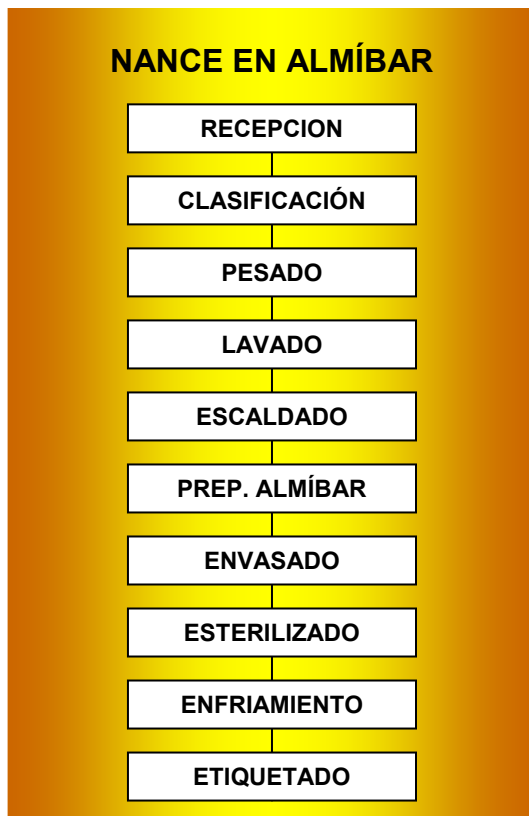 NANCE EN ALMÍBAR
RECEPCION
CLASIFICACIÓN
PESADO
LAVADO
ESCALDADO
PREP. ALMÍBAR
ENVASADO
ESTERILIZADO
ENFRIAMIENTO
ETIQUETADO